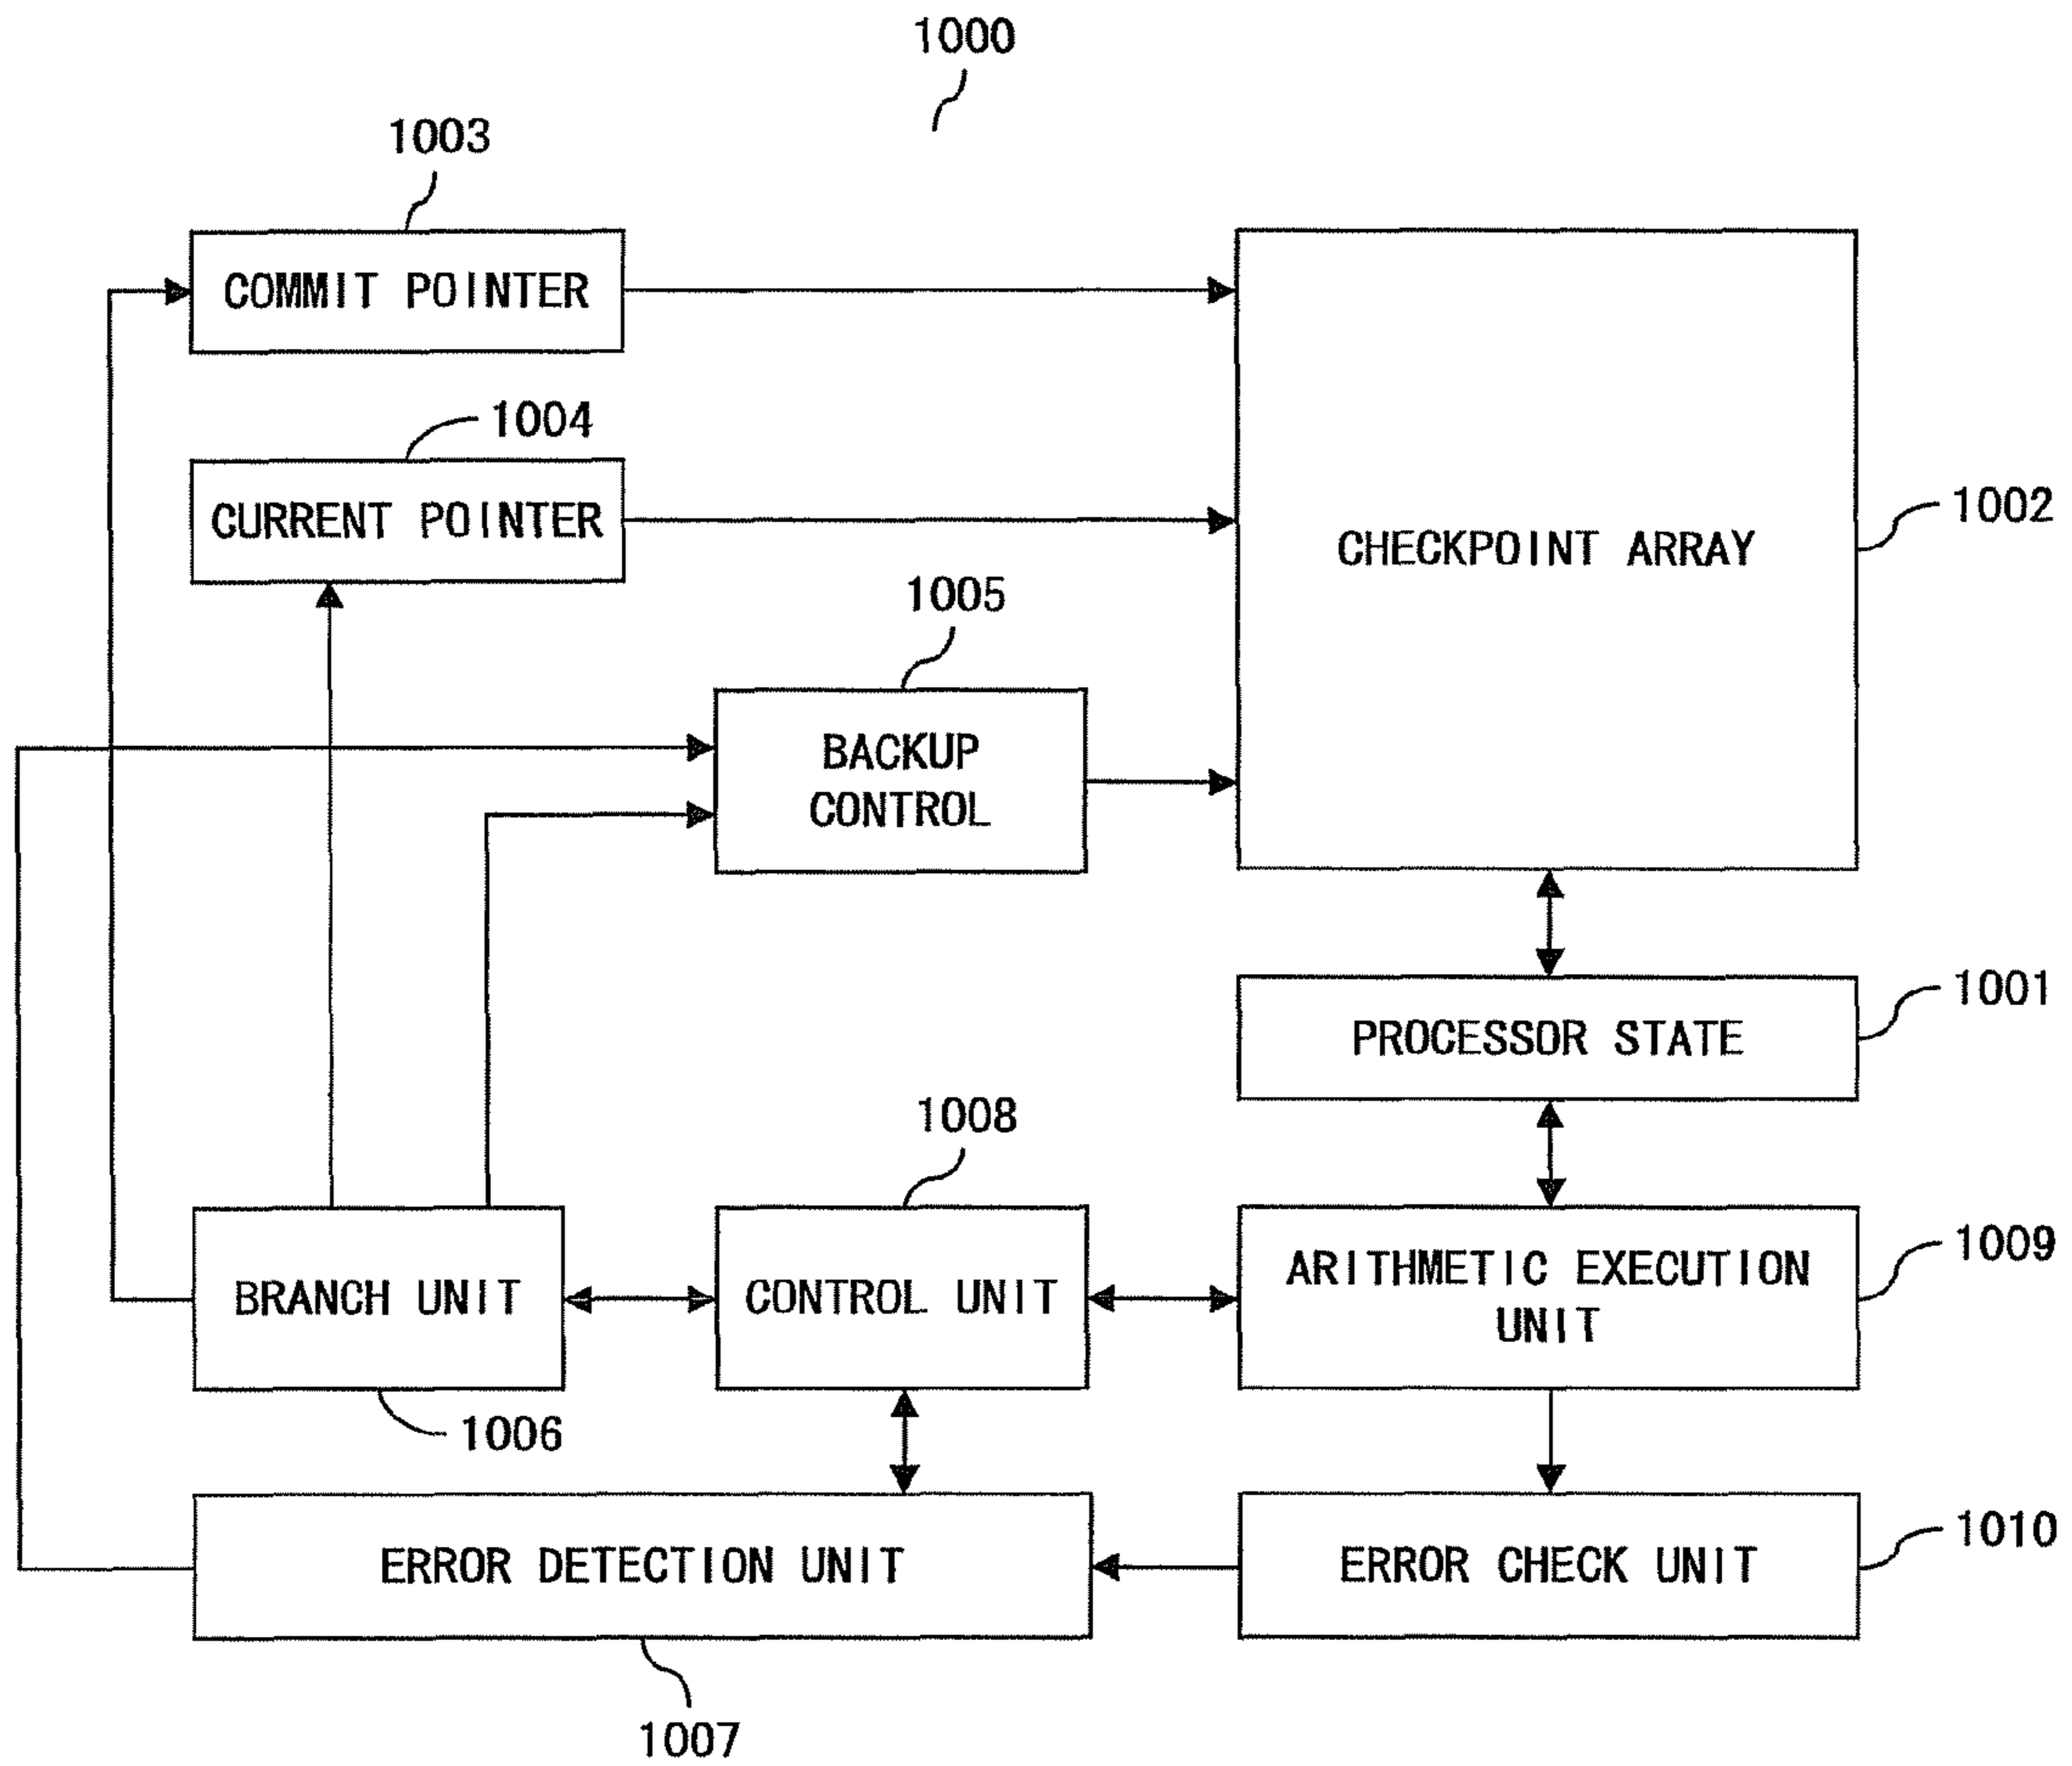 1000
1003
COMMIT POINTER
1004
CURRENT POINTER
1002
CHECKPOINT ARRAY
1005
BACKUP
CONTROL
1001
PROCESSOR STATE
1008
1009
BRANCH UNIT
CONTROL UNIT
ARITHMETIC EXECUTION
UNIT
1006
1010
ERROR DETECTION UNIT
ERROR CHECK UNIT
1007